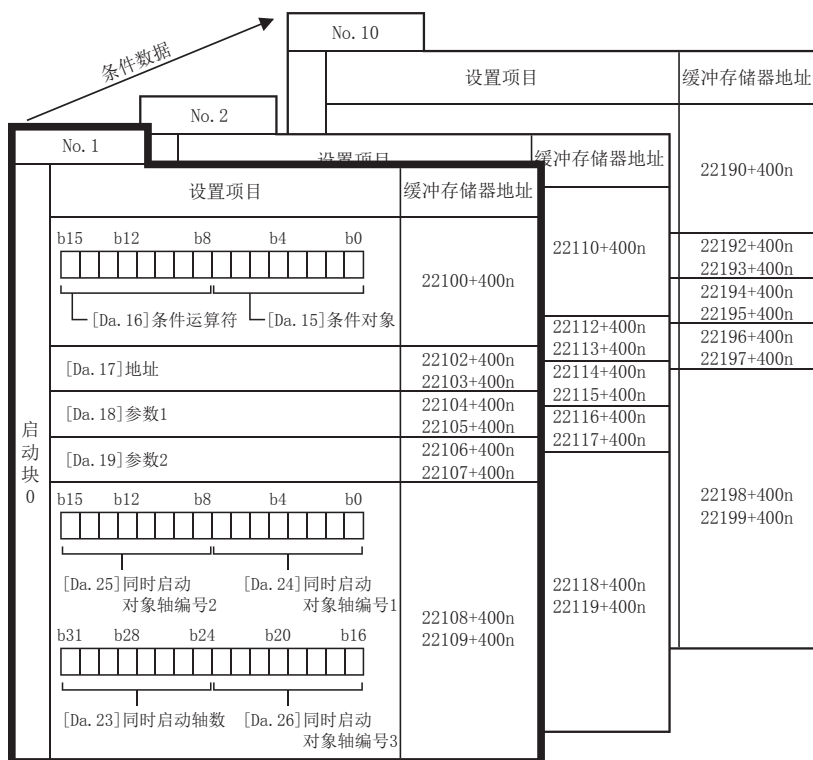 条件数据
No. 10
设置项目 缓冲存储器地址
22190+400n
22192+400n
22193+400n
22194+400n
22195+400n
22196+400n
22197+400n
22198+400n
22199+400n
No. 2
设置项目 缓冲存储器地址
22110+400n
22112+400n
22113+400n
22114+400n
22115+400n
22116+400n
22117+400n
22118+400n
22119+400n
No. 1
启动块0
设置项目 缓冲存储器地址
b15 b12 b8 b4 b0
22100+400n
[Da. 16]条件运算符 [Da. 15]条件对象
[Da. 17]地址
22102+400n
22103+400n
[Da. 18]参数1
22104+400n
22105+400n
[Da. 19]参数2
22106+400n
22107+400n
b15 b12 b8 b4 b0
[Da. 25]同时启动
对象轴编号2
[Da. 24]同时启动
对象轴编号1
22108+400n
22109+400n
b31 b28 b24 b20 b16
[Da. 23]同时启动轴数
[Da. 26]同时启动
对象轴编号3